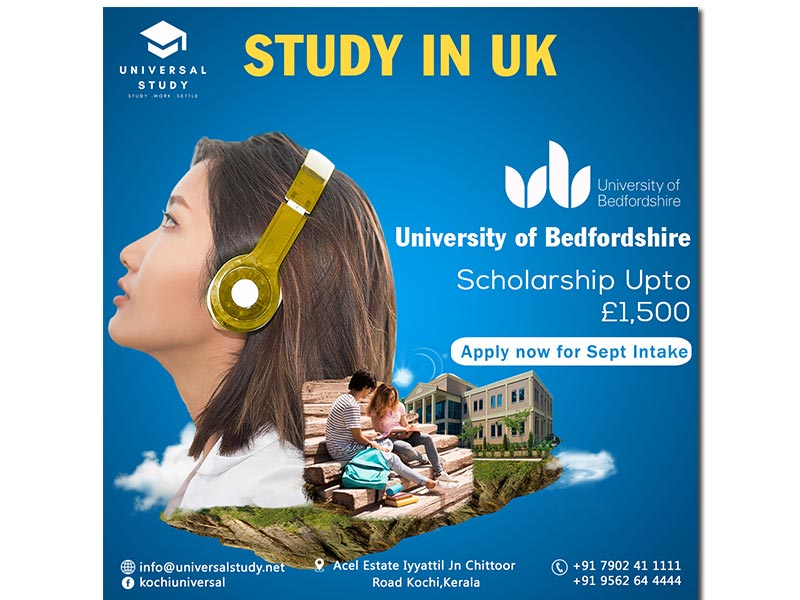 UNIVERSAL
STUDY
STUDY . WORK . SETTLE
STUDY IN UK
University of
Bedfordshire
University of Bedfordshire
Scholarship Upto
£1,500
Apply now for Sept Intake
info@universalstudy.net
kochiuniversal
Acel Estate Iyyattil Jn Chittoor
Road Kochi,Kerala
+91 7902 41 1111
+91 9562 64 4444